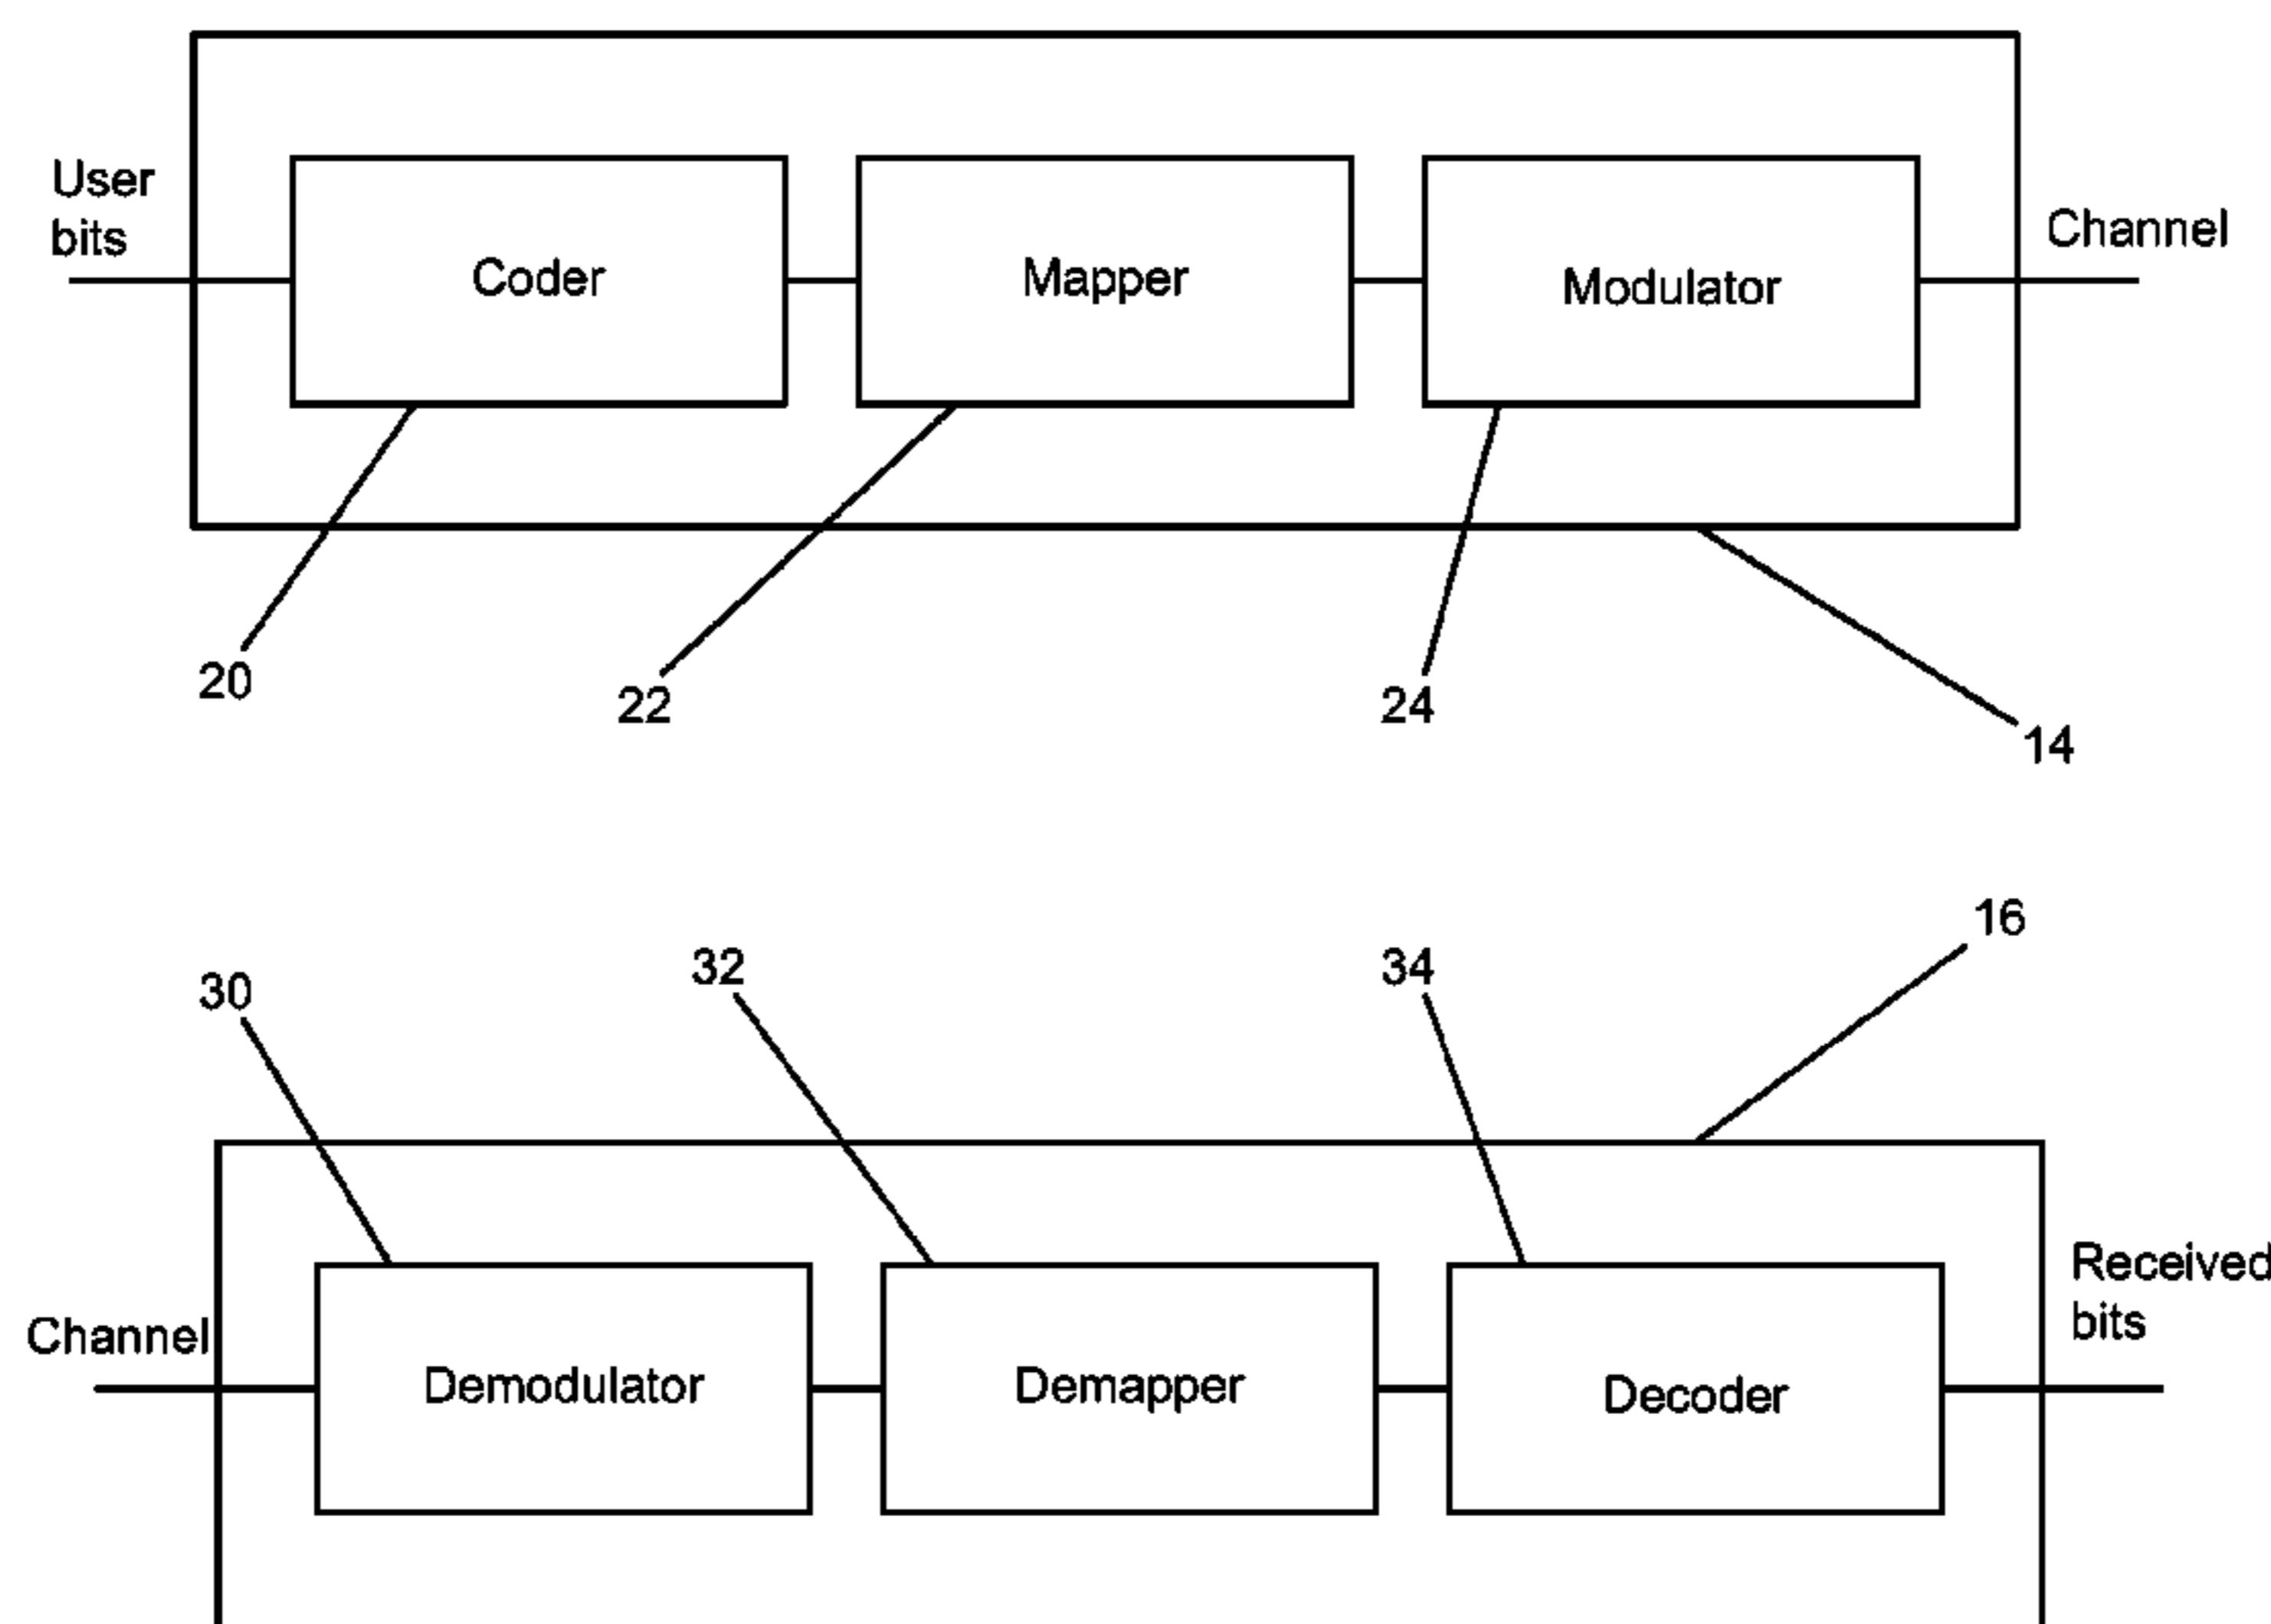 User
bits
Coder
Mapper
Modulator
Channel
20
22
24
14
16
30
32
34
Channel
Demodulator
Demapper
Decoder
Received
bits